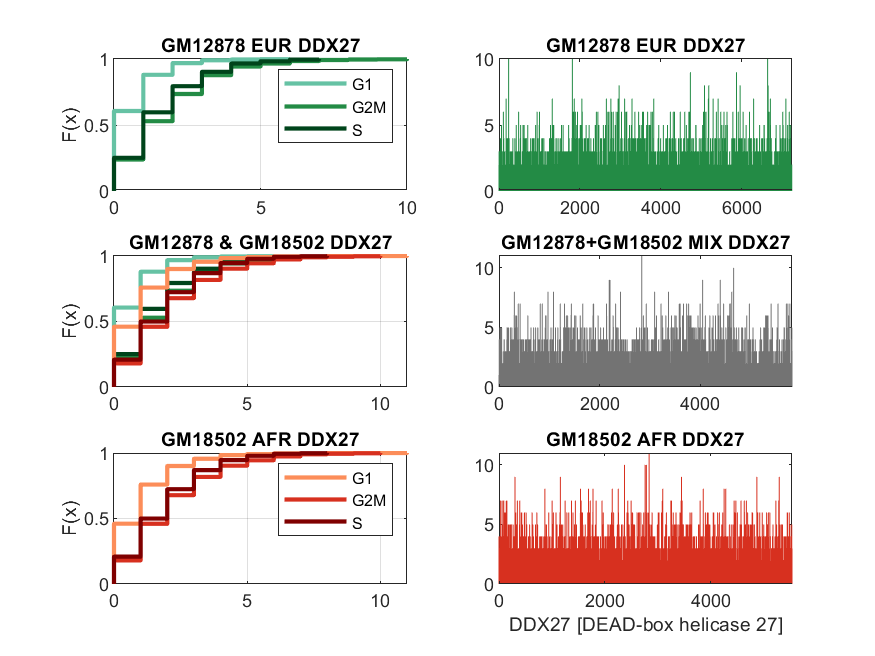 GM12878 EUR DDX27
1
0.5
0
F(x)
0 5 10
G1
G2M
S
GM12878 EUR DDX27
10
5
0
0 2000 4000 6000
GM12878 & GM18502 DDX27
1
0.5
0
F(x)
0 5 10
GM12878+GM18502 MIX DDX27
10
5
0
0 2000 4000
GM18502 AFR DDX27
1
0.5
0
F(x)
0 5 10
G1
G2M
S
GM18502 AFR DDX27
10
5
0
0 2000 4000
DDX27 [DEAD-box helicase 27]